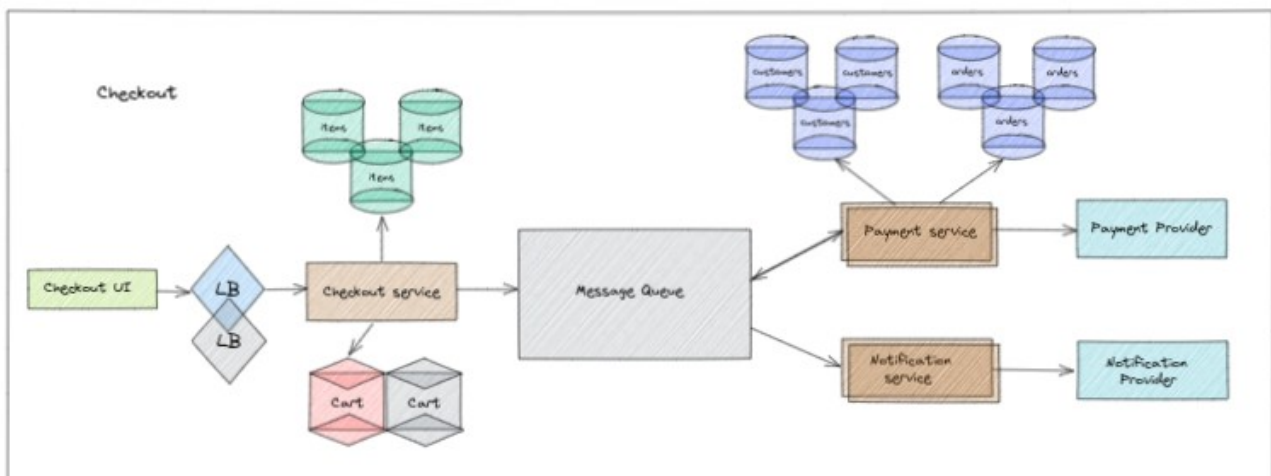 Checkout
customers
customers
customers
orders
orders
orders
Items
Items
Items
Checkout UI
LB
LB
Checkout service
Message Queue
Payment service
Payment Provider
Cart
Cart
Notification
service
Notification
Provider